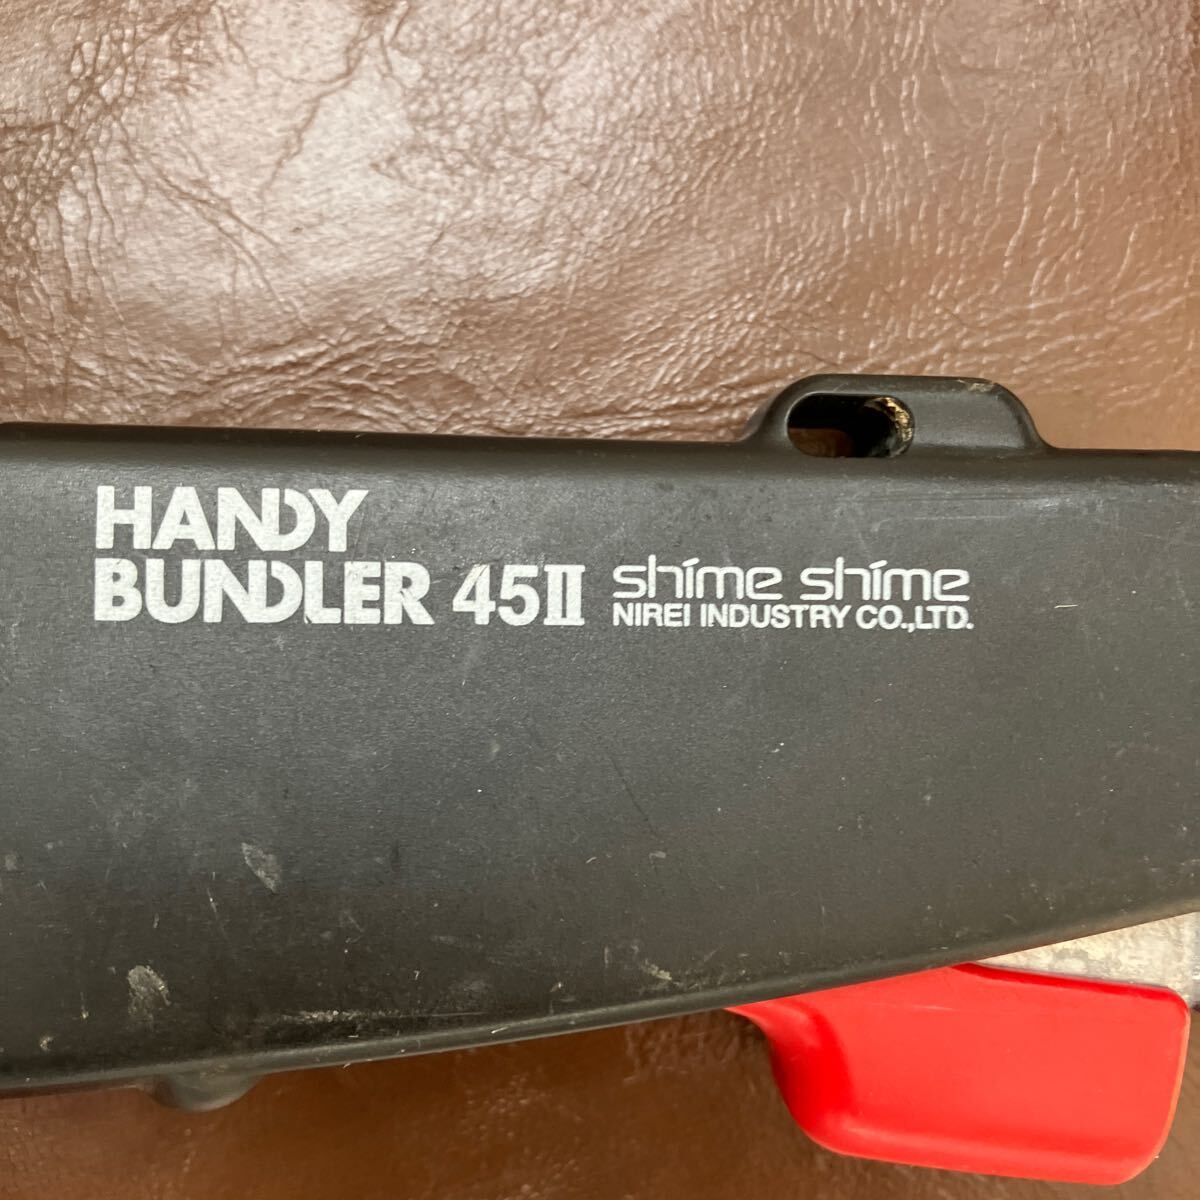 HANDY
BUNDLER 45II
shime shime
NIREI INDUSTRY CO.,LTD.